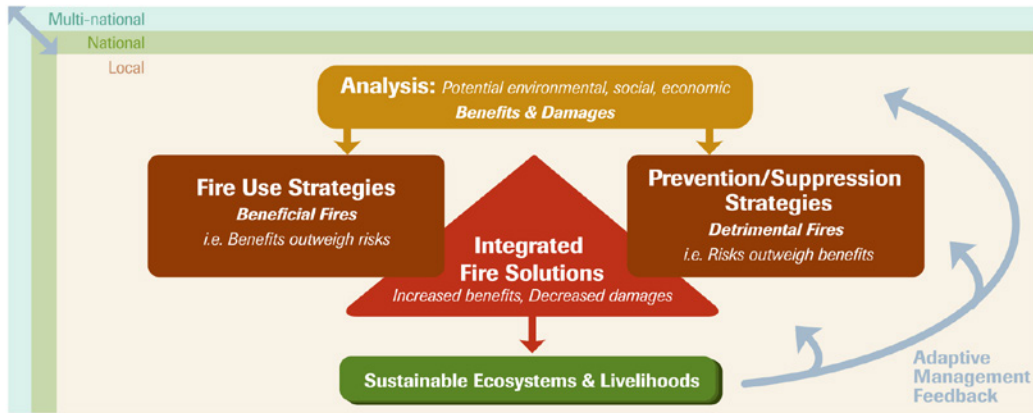 Multi-national
National
Local
Analysis: Potential environmental, social, economic
Benefits & Damages
Fire Use Strategies
Beneficial Fires
i.e. Benefits outweigh risks
Prevention/Suppression
Strategies
Detrimental Fires
i.e. Risks outweigh benefits
Integrated
Fire Solutions
Increased benefits, Decreased damages
Sustainable Ecosystems & Livelihoods
Adaptive
Management
Feedback